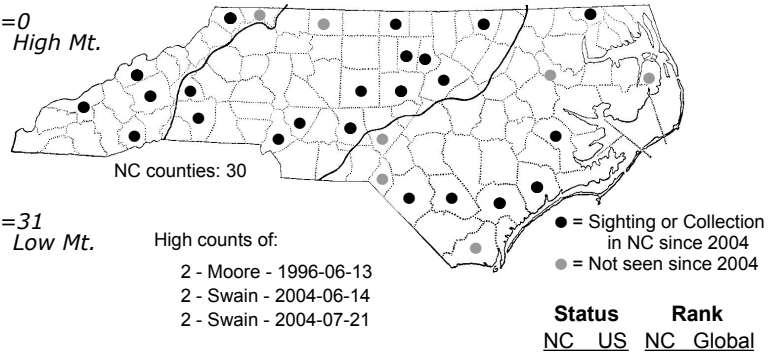 =0
High Mt.
NC counties: 30
=31
Low Mt.
High counts of:
2 - Moore - 1996-06-13
2 - Swain - 2004-06-14
2 - Swain - 2004-07-21
= Sighting or Collection
in NC since 2004
= Not seen since 2004
Status Rank
NC US NC Global